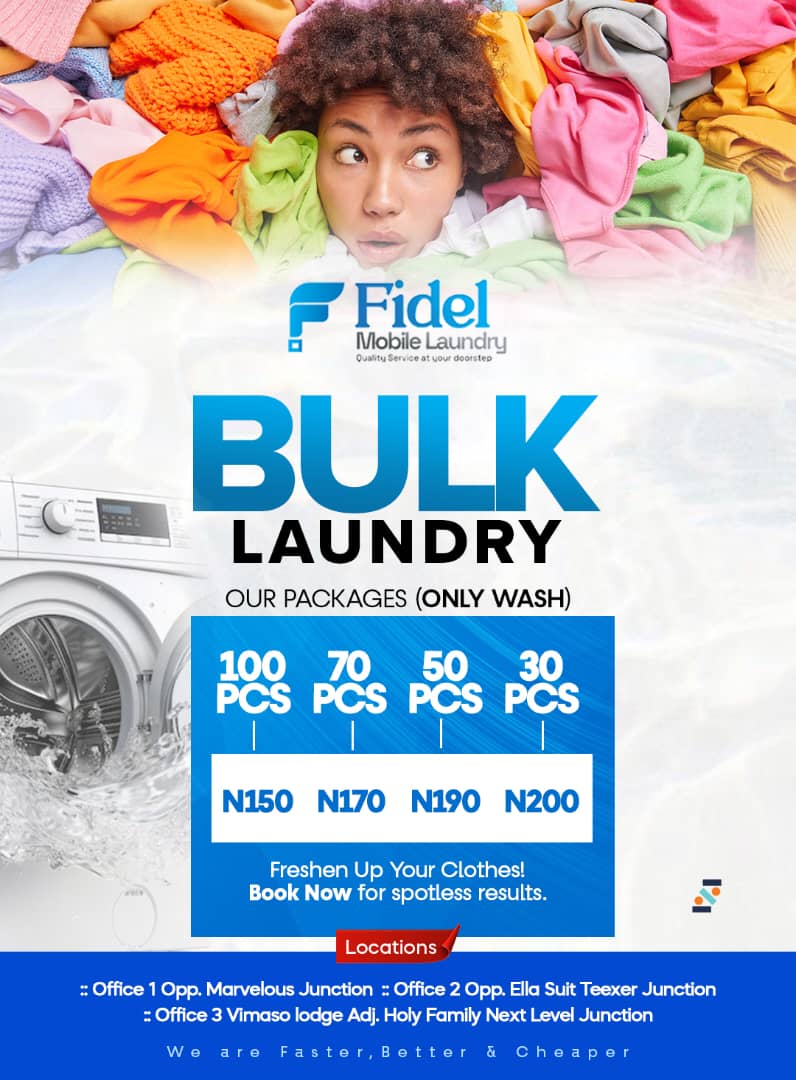 Fidel
Mobile Laundry
Quality Service at your doorstep
BULK
LAUNDRY
OUR PACKAGES (ONLY WASH)
100 PCS 70 PCS 50 PCS 30 PCS
N150 N170 N190 N200
Freshen Up Your Clothes!
Book Now for spotless results.
Locations
:: Office 1 Opp. Marvelous Junction :: Office 2 Opp. Ella Suit Teexer Junction
:: Office 3 Vimaso lodge Adj. Holy Family Next Level Junction
We are Faster,Better & Cheaper